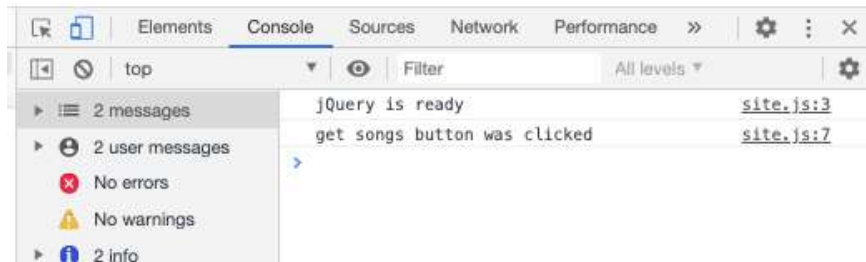 Elements Console Sources Network Performance »
top Filter All levels
2 messages
2 user messages
No errors
No warnings
2 info
jQuery is ready site.js:3
get songs button was clicked site.js:7
>